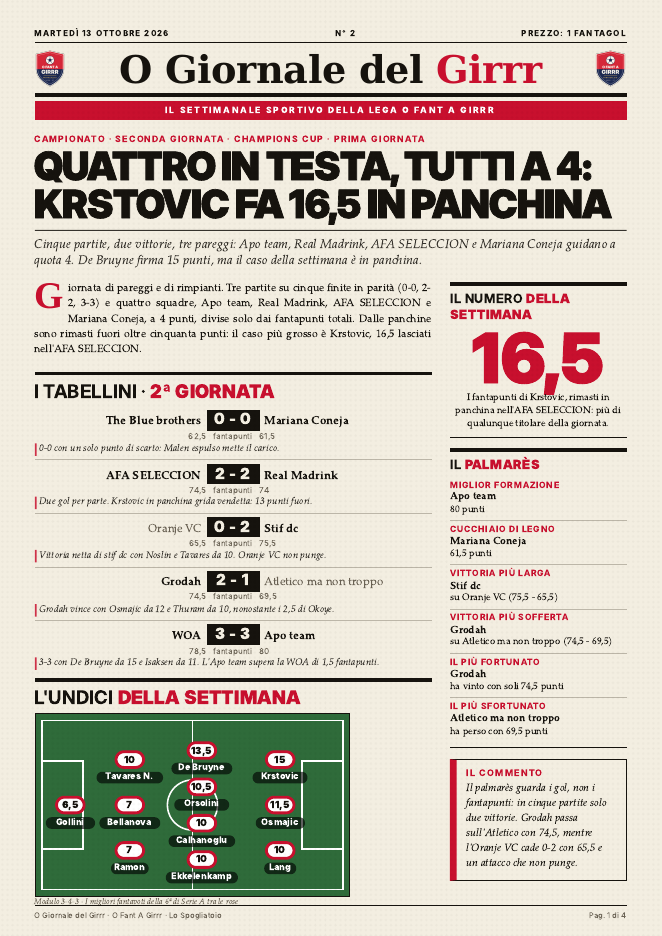 MARTEDÌ 13 OTTOBRE 2026
N° 2
PREZZO: 1 FANTAGOL
O Giornale del Girrr
IL SETTIMANALE SPORTIVO DELLA LEGA O FANT A GIRRR
CAMPIONATO · SECONDA GIORNATA · CHAMPIONS CUP · PRIMA GIORNATA
QUATTRO IN TESTA, TUTTI A 4:
KRSTOVIC FA 16,5 IN PANCHINA
Cinque partite, due vittorie, tre pareggi: Apo team, Real Madrink, AFA SELECCION e Mariana Coneja guidano a
quota 4. De Bruyne firma 15 punti, ma il caso della settimana è in panchina.
Giornata di pareggi e di rimpianti. Tre partite su cinque finite in parità (0-0, 2-
2, 3-3) e quattro squadre, Apo team, Real Madrink, AFA SELECCION e
Mariana Coneja, a 4 punti, divise solo dai fantapunti totali. Dalle panchine
sono rimasti fuori oltre cinquanta punti: il caso più grosso è Krstovic, 16,5 lasciati
nell'AFA SELECCION.
I TABELLINI · 2ª GIORNATA
The Blue brothers 0 - 0 Mariana Coneja
62,5 fantapunti 61,5
0-0 con un solo punto di scarto: Malen espulso mette il carico.
AFA SELECCION 2 - 2 Real Madrink
74,5 fantapunti 74
Due gol per parte. Krstovic in panchina grida vendetta: 13 punti fuori.
Oranje VC 0 - 2 Stif dc
65,5 fantapunti 75,5
Vittoria netta di stif dc con Noslin e Tavares da 10. Oranje VC non punge.
Grodah 2 - 1 Atletico ma non troppo
74,5 fantapunti 69,5
Grodah vince con Osmajic da 12 e Thuram da 10, nonostante i 2,5 di Okoye.
WOA 3 - 3 Apo team
78,5 fantapunti 80
3-3 con De Bruyne da 15 e Isaksen da 11. L'Apo team supera la WOA di 1,5 fantapunti.
L'UNDICI DELLA SETTIMANA
13,5
De Bruyne
10
Tavares N.
15
Krstovic
10,5
Orsolini
6,5
Gollini
7
Bellanova
11,5
Osmajic
10
Calhanoglu
7
Ramon
10
Lang
10
Ekkelenkamp
Modulo 3-4-3 · I migliori fantavoti della 6ª di Serie A tra le rose
IL NUMERO DELLA
SETTIMANA
16,5
I fantapunti di Krstovic, rimasti in
panchina nell'AFA SELECCION: più di
qualunque titolare della giornata.
IL PALMARÈS
MIGLIOR FORMAZIONE
Apo team
80 punti
CUCCHIAIO DI LEGNO
Mariana Coneja
61,5 punti
VITTORIA PIÙ LARGA
Stif dc
su Oranje VC (75,5 - 65,5)
VITTORIA PIÙ SOFFERTA
Grodah
su Atletico ma non troppo (74,5 - 69,5)
IL PIÙ FORTUNATO
Grodah
ha vinto con soli 74,5 punti
IL PIÙ SFORTUNATO
Atletico ma non troppo
ha perso con 69,5 punti
IL COMMENTO
Il palmarès guarda i gol, non i
fantapunti: in cinque partite solo
due vittorie. Grodah passa
sull'Atletico con 74,5, mentre
l'Oranje VC cade 0-2 con 65,5 e
un attacco che non punge.
O Giornale del Girrr · O Fant A Girrr · Lo Spogliatoio
Pag. 1 di 4